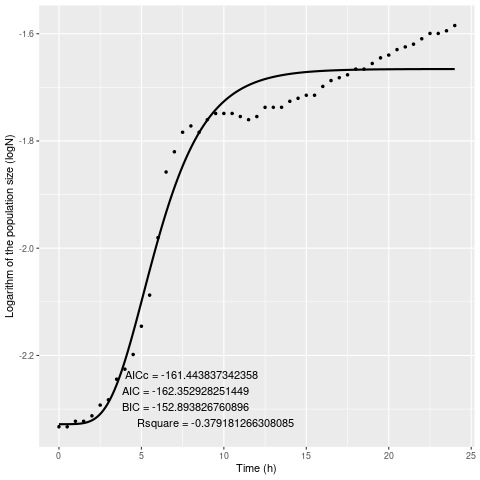 -1.6
-1.8
-2.0
-2.2
Logarithm of the population size (logN)
AICc = -161.443837342358
AIC = -162.352928251449
BIC = -152.893826760896
Rsquare = -0.379181266308085
0 5 10 15 20 25
Time (h)